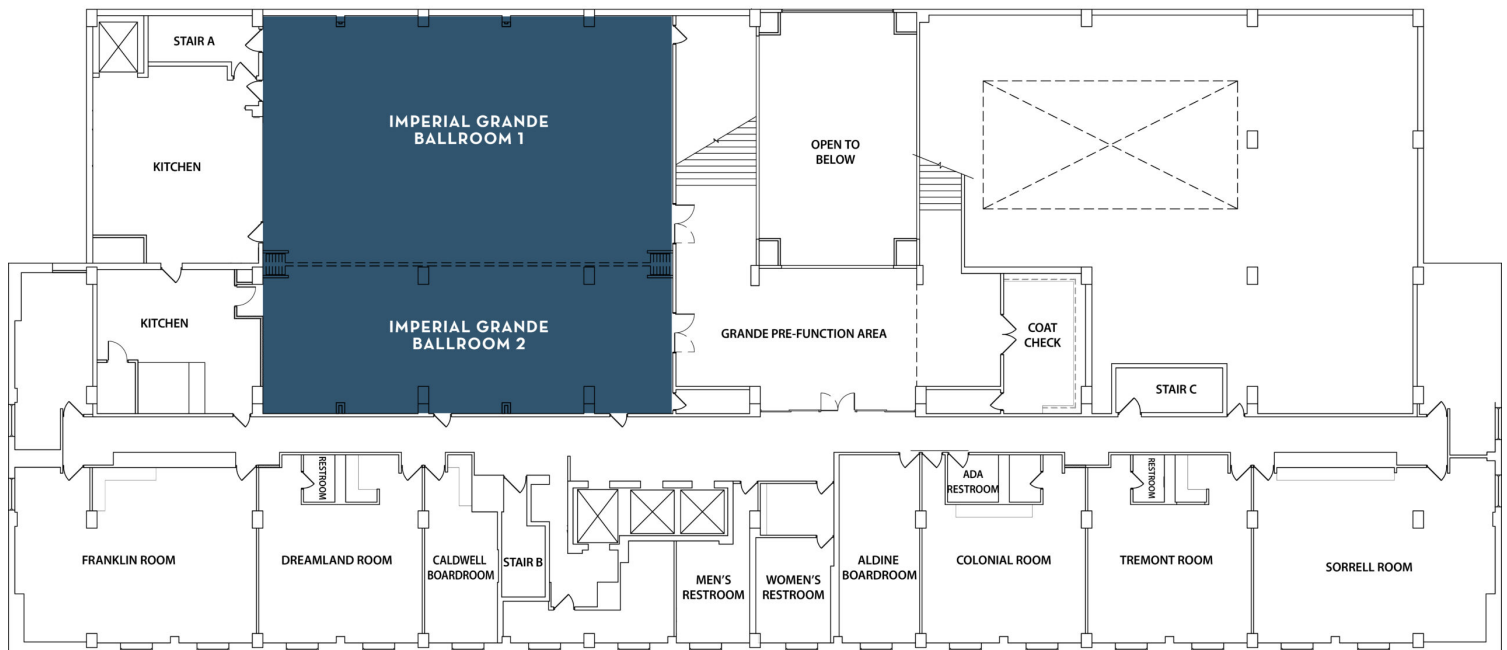 STAIR A
IMPERIAL GRANDE
BALLROOM 1
OPEN TO
BELOW
KITCHEN
KITCHEN
IMPERIAL GRANDE
BALLROOM 2
GRANDE PRE-FUNCTION AREA
COAT
CHECK
STAIR C
RESTROOM
ADA
RESTROOM
RESTROOM
FRANKLIN ROOM
DREAMLAND ROOM
CALDWELL
BOARDROOM
STAIR B
MEN'S
RESTROOM
WOMEN'S
RESTROOM
ALDINE
BOARDROOM
COLONIAL ROOM
TREMONT ROOM
SORRELL ROOM